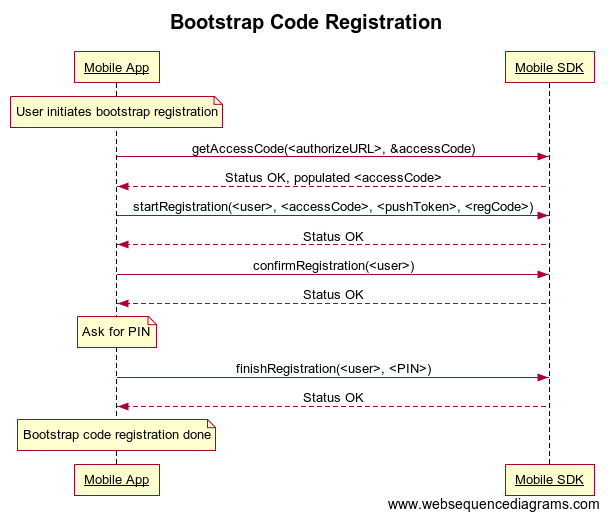 Bootstrap Code Registration
Mobile App
Mobile SDK
User initiates bootstrap registration
getAccessCode(<authorizeURL>, &accessCode)
Status OK, populated <accessCode>
startRegistration(<user>, <accessCode>, <pushToken>, <regCode>)
Status OK
confirmRegistration(<user>)
Status OK
Ask for PIN
finishRegistration(<user>, <PIN>)
Status OK
Bootstrap code registration done
Mobile App
Mobile SDK
www.websequencediagrams.com